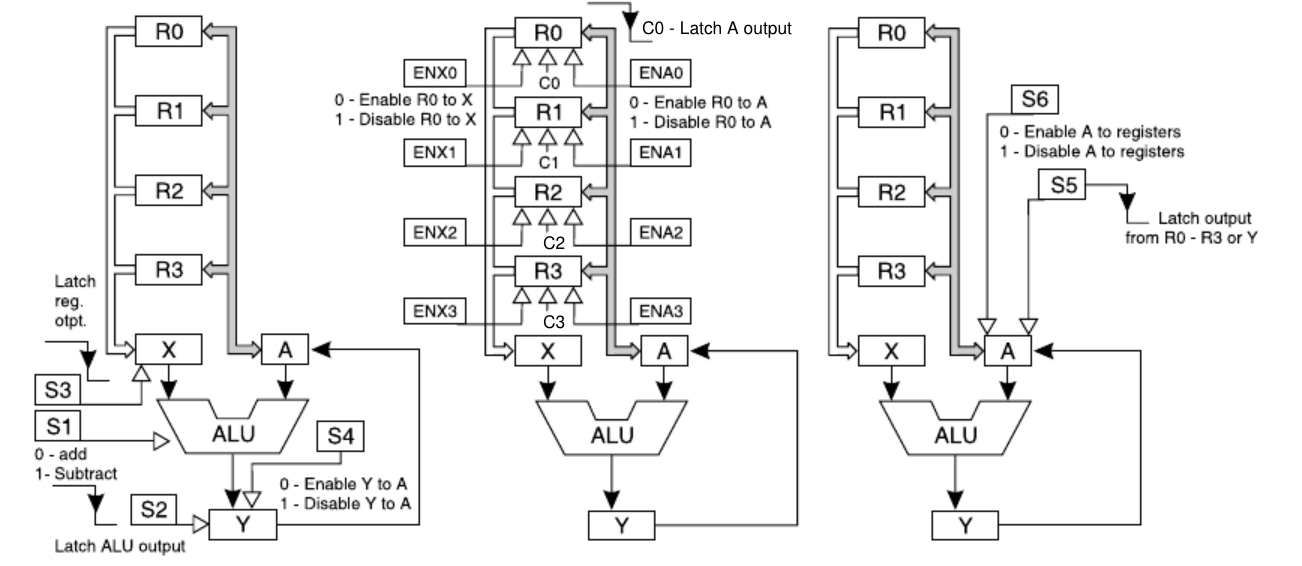 R0
R1
R2
R3
Latch
reg.
otpt.
X
A
S3
S1
0 - add
1- Subtract
ALU
S4
0 - Enable Y to A
1 - Disable Y to A
S2
Y
Latch ALU output
C0 - Latch A output
R0
ENX0
C0
ENA0
0 - Enable R0 to X
1 - Disable R0 to X
0 - Enable R0 to A
1 - Disable R0 to A
R1
ENX1
C1
ENA1
R2
ENX2
C2
ENA2
R3
ENX3
C3
ENA3
X
A
ALU
Y
R0
R1
R2
R3
S6
0 - Enable A to registers
1 - Disable A to registers
S5
Latch output
from R0 - R3 or Y
X
A
ALU
Y